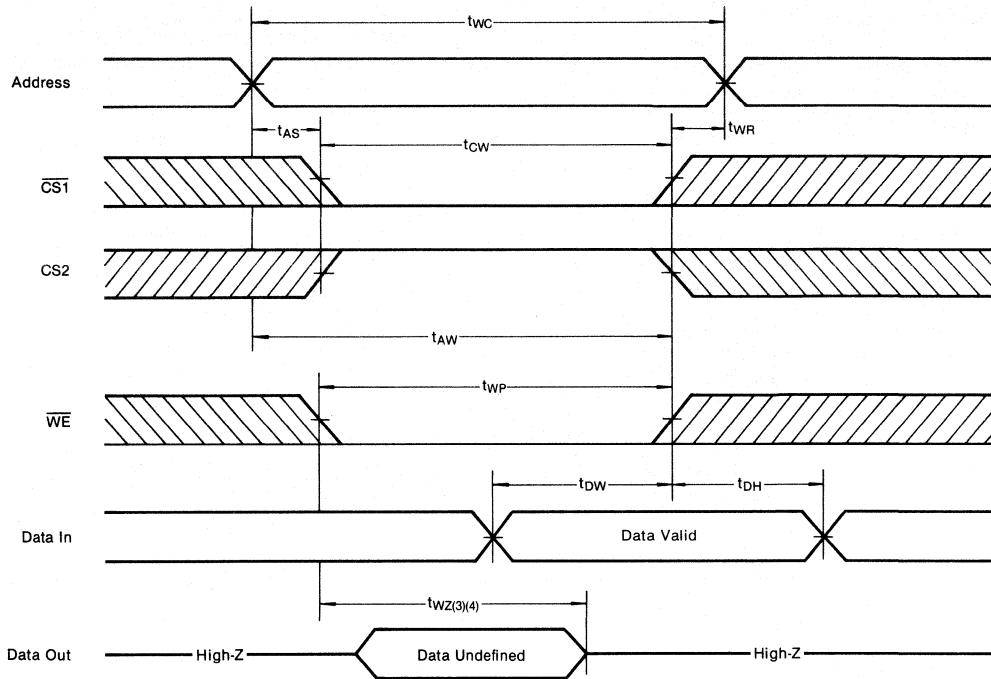 tWC
Address
tAS
tCW
tWR
CS1
CS2
tAW
tWP
WE
tDW
tDH
Data In
Data Valid
tWZ(3)(4)
Data Out
High-Z
Data Undefined
High-Z